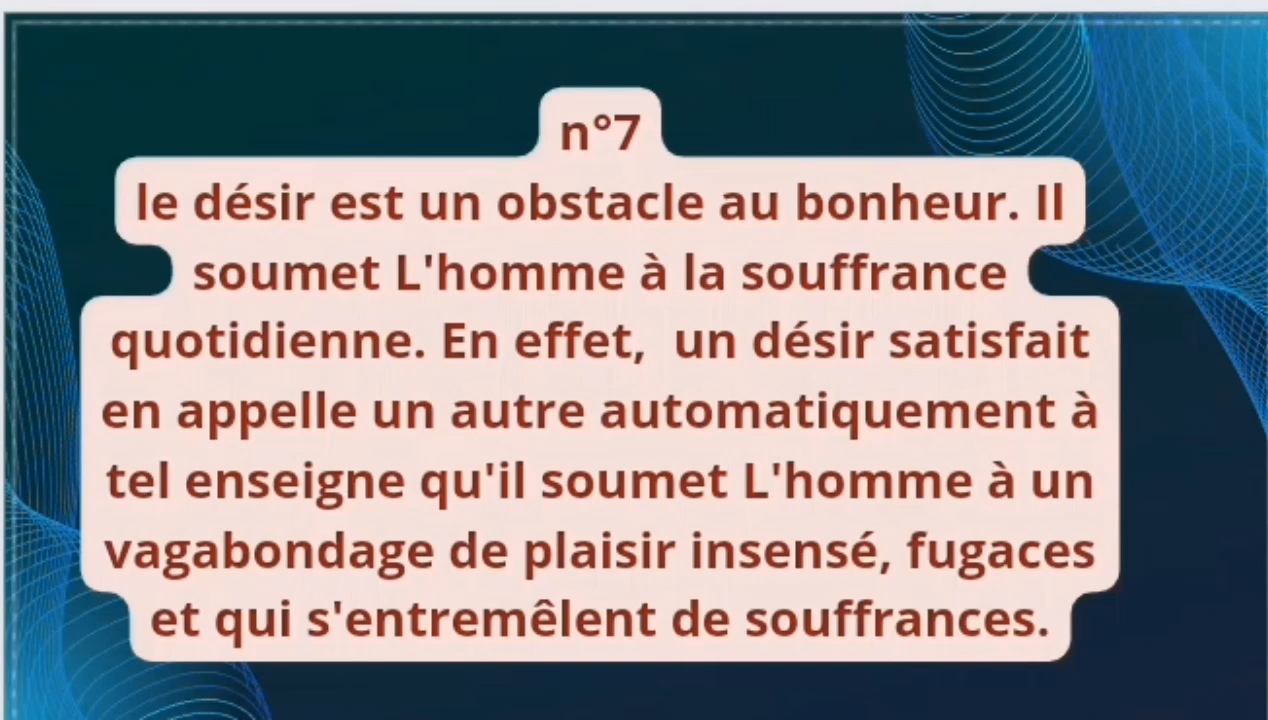 n°7
le désir est un obstacle au bonheur. Il
soumet L'homme à la souffrance
quotidienne. En effet,  un désir satisfait
en appelle un autre automatiquement à
tel enseigne qu'il soumet L'homme à un
vagabondage de plaisir insensé, fugaces
et qui s'entremêlent de souffrances.